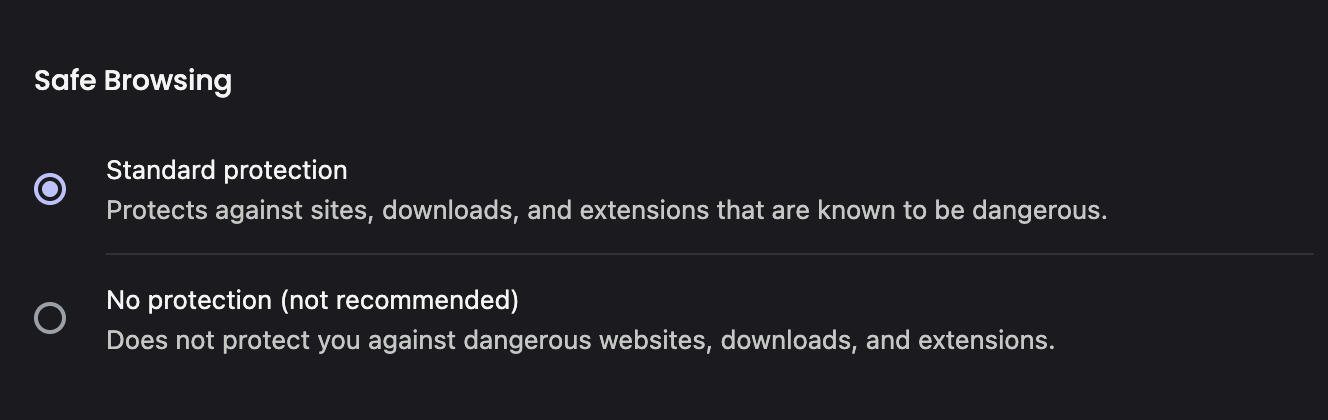 Safe Browsing
Standard protection
Protects against sites, downloads, and extensions that are known to be dangerous.
No protection (not recommended)
Does not protect you against dangerous websites, downloads, and extensions.